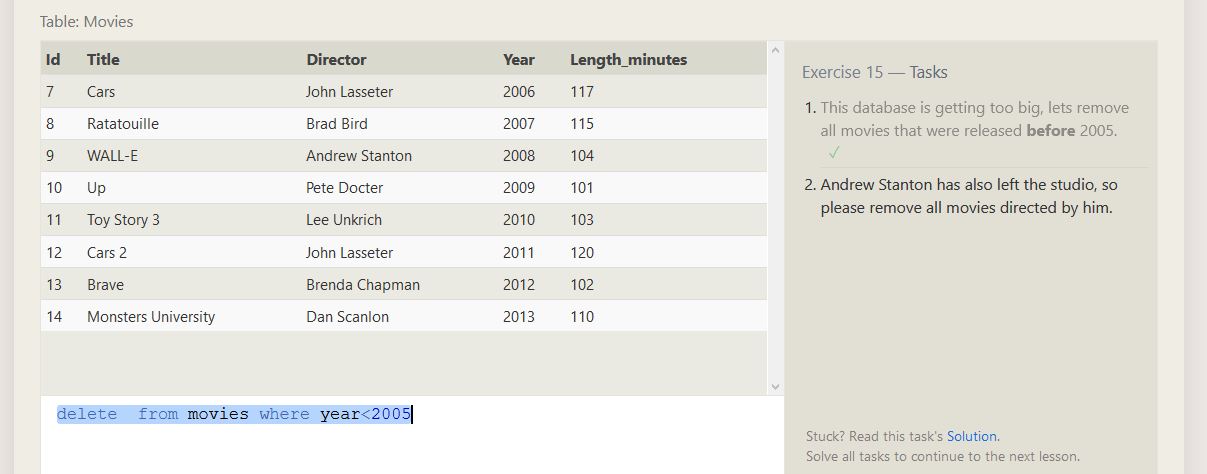 Table: Movies
Id Title Director Year Length_minutes
7 Cars John Lasseter 2006 117
8 Ratatouille Brad Bird 2007 115
9 WALL-E Andrew Stanton 2008 104
10 Up Pete Docter 2009 101
11 Toy Story 3 Lee Unkrich 2010 103
12 Cars 2 John Lasseter 2011 120
13 Brave Brenda Chapman 2012 102
14 Monsters University Dan Scanlon 2013 110
delete  from movies where year<2005
Exercise 15 — Tasks
1. This database is getting too big, lets remove
all movies that were released before 2005.
✓
2. Andrew Stanton has also left the studio, so
please remove all movies directed by him.
Stuck? Read this task's Solution.
Solve all tasks to continue to the next lesson.